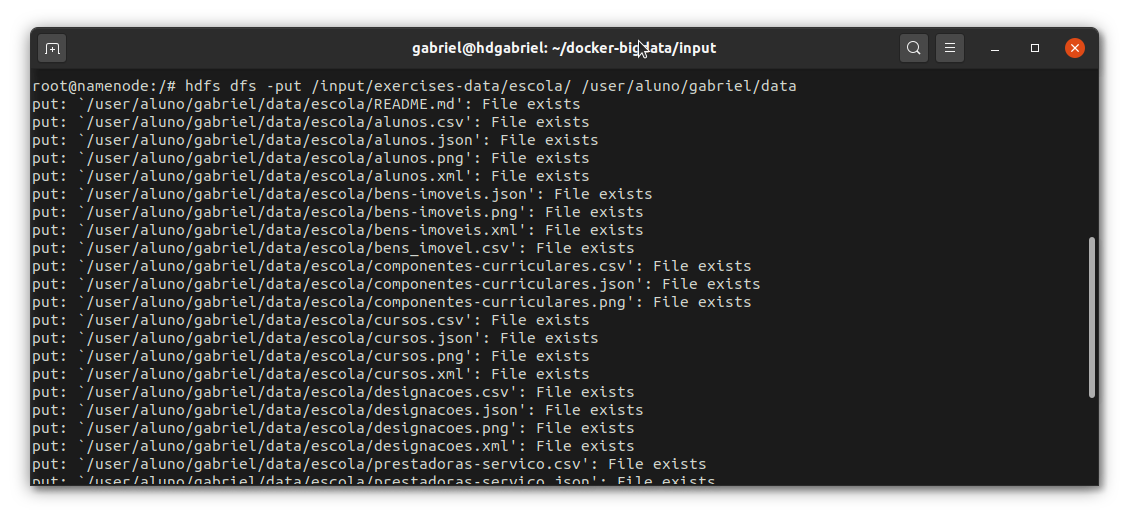 gabriel@hdgabriel: ~/docker-bigdata/input
root@namenode:/# hdfs dfs -put /input/exercises-data/escola/ /user/aluno/gabriel/data
put: `/user/aluno/gabriel/data/escola/README.md': File exists
put: `/user/aluno/gabriel/data/escola/alunos.csv': File exists
put: `/user/aluno/gabriel/data/escola/alunos.json': File exists
put: `/user/aluno/gabriel/data/escola/alunos.png': File exists
put: `/user/aluno/gabriel/data/escola/alunos.xml': File exists
put: `/user/aluno/gabriel/data/escola/bens-imoveis.json': File exists
put: `/user/aluno/gabriel/data/escola/bens-imoveis.png': File exists
put: `/user/aluno/gabriel/data/escola/bens-imoveis.xml': File exists
put: `/user/aluno/gabriel/data/escola/bens_imovel.csv': File exists
put: `/user/aluno/gabriel/data/escola/componentes-curriculares.csv': File exists
put: `/user/aluno/gabriel/data/escola/componentes-curriculares.json': File exists
put: `/user/aluno/gabriel/data/escola/componentes-curriculares.png': File exists
put: `/user/aluno/gabriel/data/escola/cursos.csv': File exists
put: `/user/aluno/gabriel/data/escola/cursos.json': File exists
put: `/user/aluno/gabriel/data/escola/cursos.png': File exists
put: `/user/aluno/gabriel/data/escola/cursos.xml': File exists
put: `/user/aluno/gabriel/data/escola/designacoes.csv': File exists
put: `/user/aluno/gabriel/data/escola/designacoes.json': File exists
put: `/user/aluno/gabriel/data/escola/designacoes.png': File exists
put: `/user/aluno/gabriel/data/escola/designacoes.xml': File exists
put: `/user/aluno/gabriel/data/escola/prestadoras-servico.csv': File exists
put: `/user/aluno/gabriel/data/escola/prestadoras-servico.json': File exists